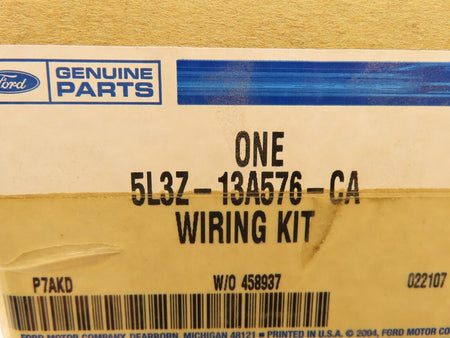 Ford
GENUINE
PARTS
ONE
5L3Z-13A576-CA
WIRING KIT
P7AKD W/O 458937 022107
FORD MOTOR COMPANY, DEARBORN, MICHIGAN 48121 ■ PRINTED IN U.S.A. © 2004, FORD MOTOR C